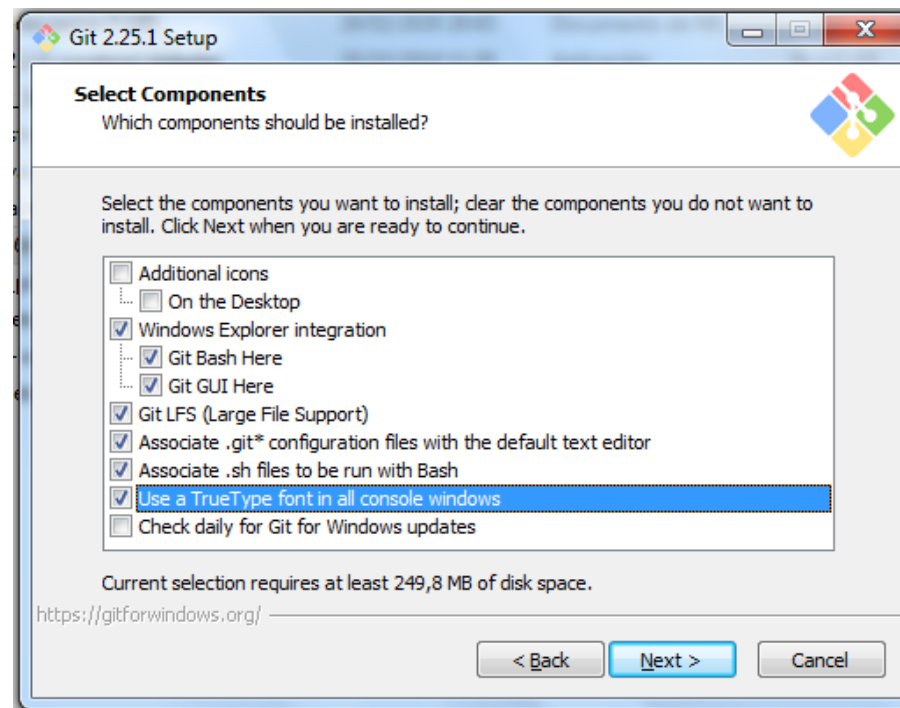 Git 2.25.1 Setup
Select Components
Which components should be installed?
Select the components you want to install; clear the components you do not want to
install. Click Next when you are ready to continue.
Additional icons
On the Desktop
Windows Explorer integration
Git Bash Here
Git GUI Here
Git LFS (Large File Support)
Associate .git* configuration files with the default text editor
Associate .sh files to be run with Bash
Use a TrueType font in all console windows
Check daily for Git for Windows updates
Current selection requires at least 249,8 MB of disk space.
https://gitforwindows.org/
< Back
Next >
Cancel